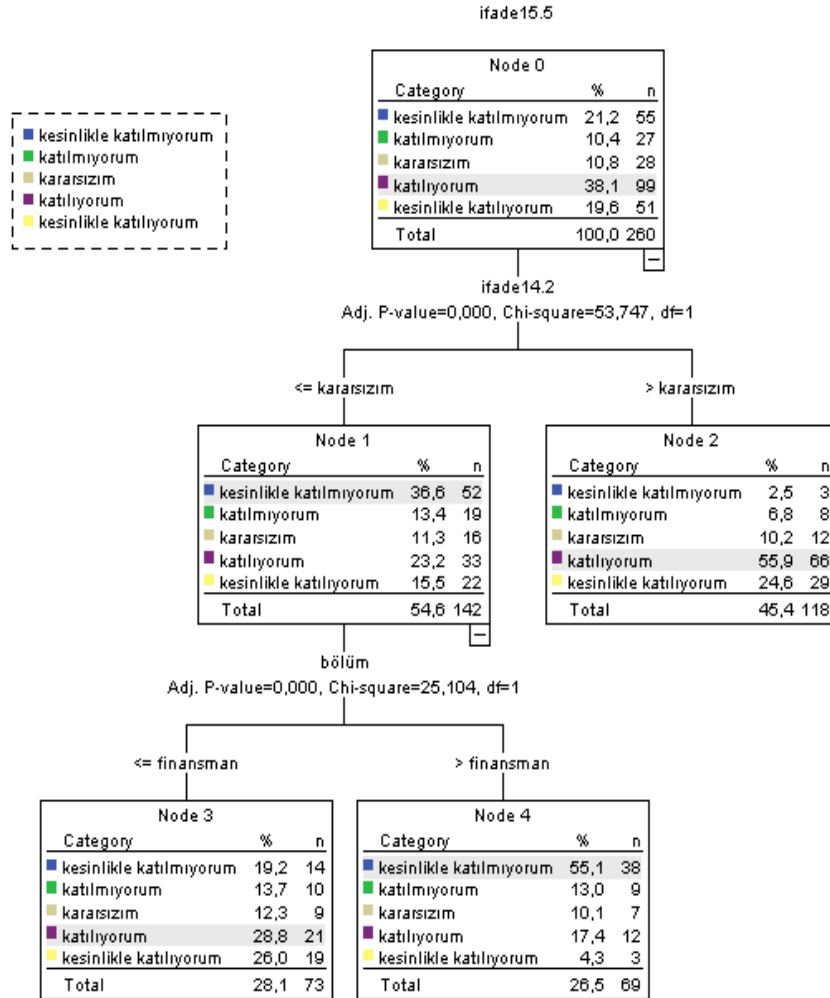 ifade15.5
kesinlikle katılmıyorum
katılmıyorum
kararsızım
katılıyorum
kesinlikle katılıyorum
Node 0
Category % n
kesinlikle katılmıyorum 21,2 55
katılmıyorum 10,4 27
kararsızım 10,8 28
katılıyorum 38,1 99
kesinlikle katılıyorum 19,6 51
Total 100,0 260
ifade14.2
Adj. P-value=0,000, Chi-square=53,747, df=1
<= kararsızım
> kararsızım
Node 1
Category % n
kesinlikle katılmıyorum 36,6 52
katılmıyorum 13,4 19
kararsızım 11,3 16
katılıyorum 23,2 33
kesinlikle katılıyorum 15,5 22
Total 54,6 142
Node 2
Category % n
kesinlikle katılmıyorum 2,5 3
katılmıyorum 6,8 8
kararsızım 10,2 12
katılıyorum 55,9 66
kesinlikle katılıyorum 24,6 29
Total 45,4 118
bölüm
Adj. P-value=0,000, Chi-square=25,104, df=1
<= finansman
> finansman
Node 3
Category % n
kesinlikle katılmıyorum 19,2 14
katılmıyorum 13,7 10
kararsızım 12,3 9
katılıyorum 28,8 21
kesinlikle katılıyorum 26,0 19
Total 28,1 73
Node 4
Category % n
kesinlikle katılmıyorum 55,1 38
katılmıyorum 13,0 9
kararsızım 10,1 7
katılıyorum 17,4 12
kesinlikle katılıyorum 4,3 3
Total 26,5 69